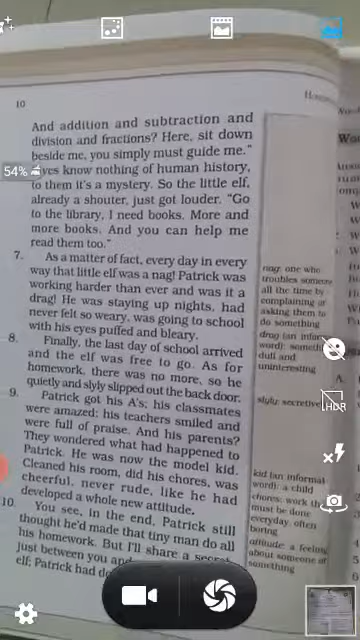 10
And addition and subtraction and
division and fractions? Here, sit down
beside me, you simply must guide me."
yes know nothing of human history,
to them it's a mystery. So the little elf,
already a shouter, just got louder. "Go
to the library, I need books. More and
more books. And you can help me
read them too."
7. As a matter of fact, every day in every
way that little elf was a nag! Patrick was
working harder than ever and was it a
drag! He was staying up nights, had
never felt so weary, was going to school
with his eyes puffed and bleary.
8. Finally, the last day of school arrived
and the elf was free to go. As for
homework, there was no more, so he
quietly and slyly slipped out the back door.
9. Patrick got his A's; his classmates
were amazed; his teachers smiled and
were full of praise. And his parents?
They wondered what had happened to
Patrick. He was now the model kid.
Cleaned his room, did his chores, was
cheerful, never rude, like he had
developed a whole new attitude.
10. You see, in the end, Patrick still
thought he'd made that tiny man do all
his homework. But I'll share a
just between you and
elf; Patrick had
nag: one who
troubles
all the time by
complaining or
asking them to
do something
drag (an
word):
dull and
uninteresting
slyly:
kid (an informal
word): a child
chores: work
must be done
everyday, often
boring
attitude: a feeling
about someone or
something
54%
HDR